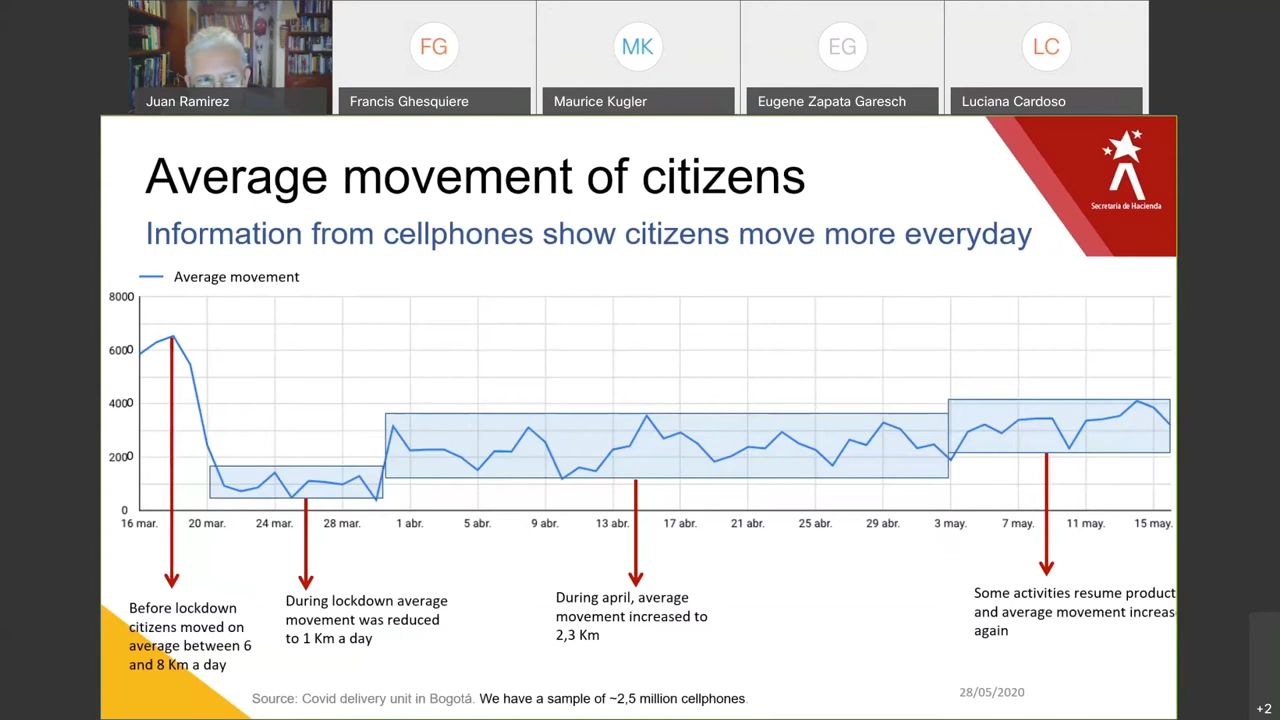 FG
MK
EG
LC
Juan Ramirez
Francis Ghesquiere
Maurice Kugler
Eugene Zapata Garesch
Luciana Cardoso
Average movement of citizens
Secretaría de Hacienda
Information from cellphones show citizens move more everyday
Average movement
8000
6000
4000
2000
0
16 mar.
20 mar.
24 mar.
28 mar.
1 abr.
5 abr.
9 abr.
13 abr.
17 abr.
21 abr.
25 abr.
29 abr.
3 may.
7 may.
11 may.
15 may.
Before lockdown
citizens moved on
average between 6
and 8 Km a day
During lockdown average
movement was reduced
to 1 Km a day
During april, average
movement increased to
2,3 Km
Some activities resume product
and average movement increas
again
Source: Covid delivery unit in Bogotá. We have a sample of ~2,5 million cellphones.
28/05/2020
+2